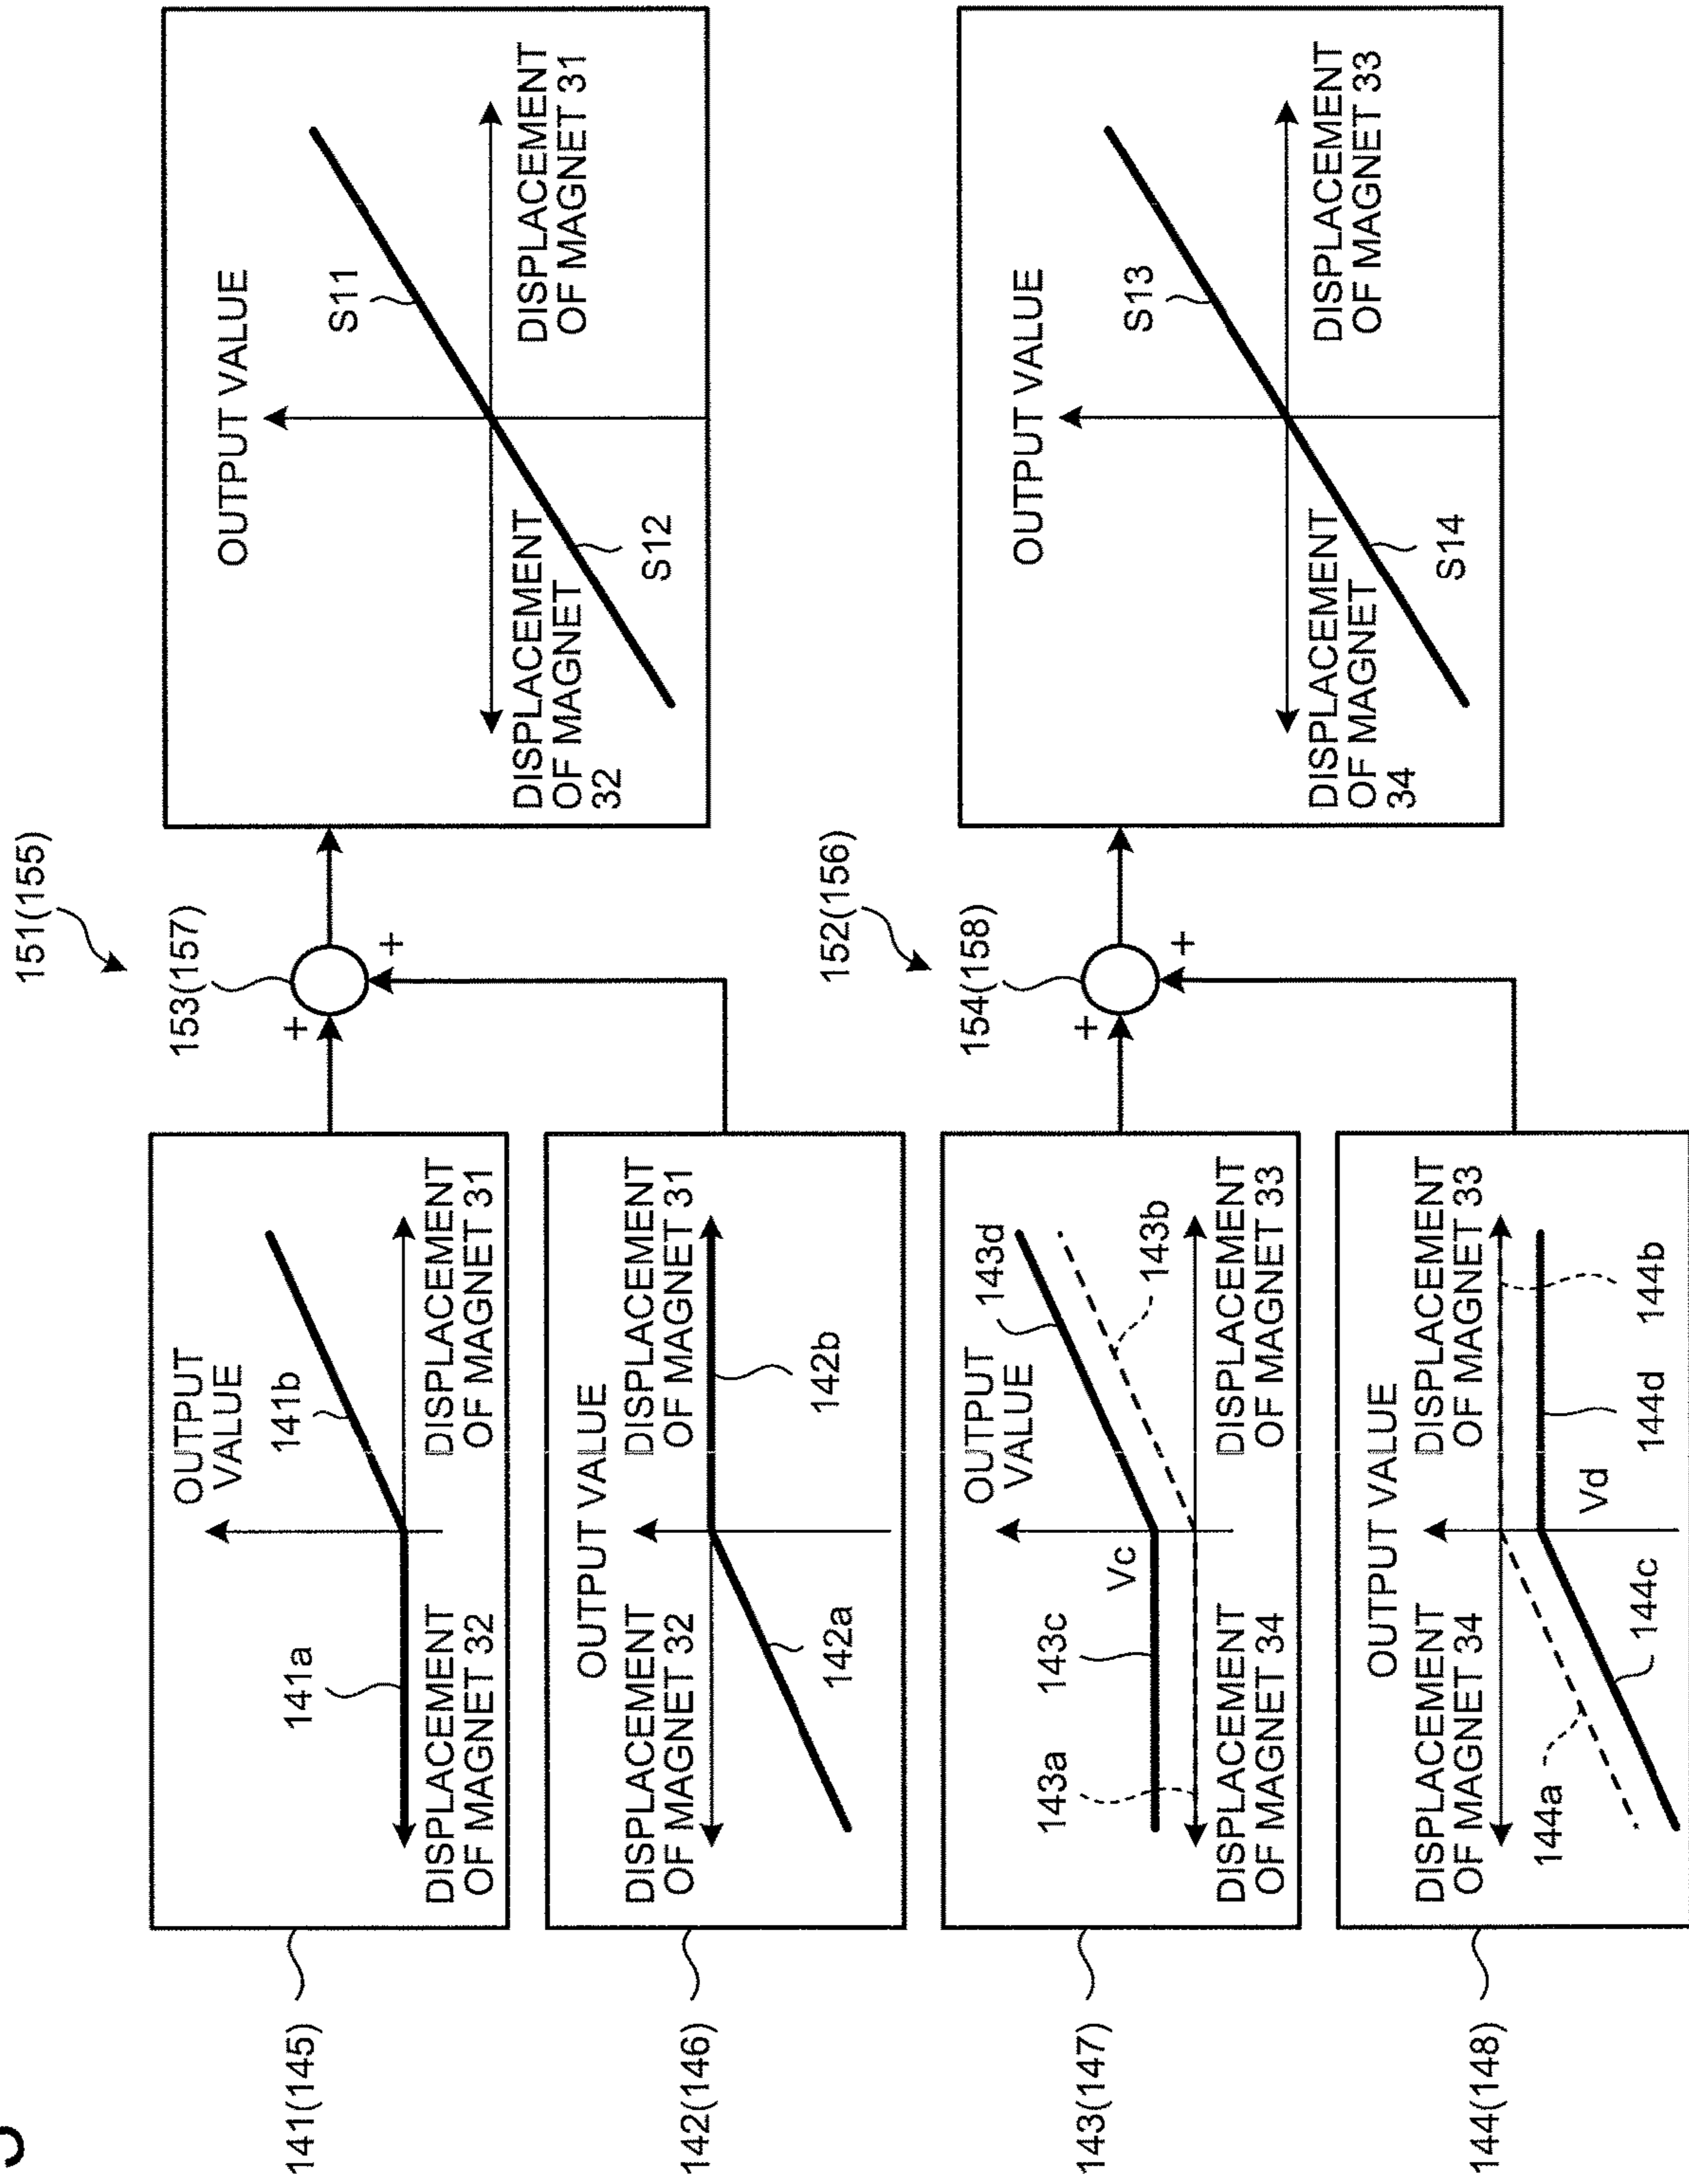 151(155)
153(157)
+
+
OUTPUT VALUE
S11
DISPLACEMENT
OF MAGNET 31
DISPLACEMENT
OF MAGNET
32
S12
141(145)
OUTPUT
VALUE
141a
141b
DISPLACEMENT
OF MAGNET 32
DISPLACEMENT
OF MAGNET 31
142(146)
OUTPUT VALUE
DISPLACEMENT
OF MAGNET 32
DISPLACEMENT
OF MAGNET 31
142a
142b
152(156)
154(158)
+
+
OUTPUT VALUE
S13
DISPLACEMENT
OF MAGNET 33
DISPLACEMENT
OF MAGNET
34
S14
143(147)
OUTPUT
VALUE
143a
143c
Vc
143d
143b
DISPLACEMENT
OF MAGNET 34
DISPLACEMENT
OF MAGNET 33
144(148)
OUTPUT VALUE
DISPLACEMENT
OF MAGNET 34
DISPLACEMENT
OF MAGNET 33
144a
144c
Vd
144d
144b